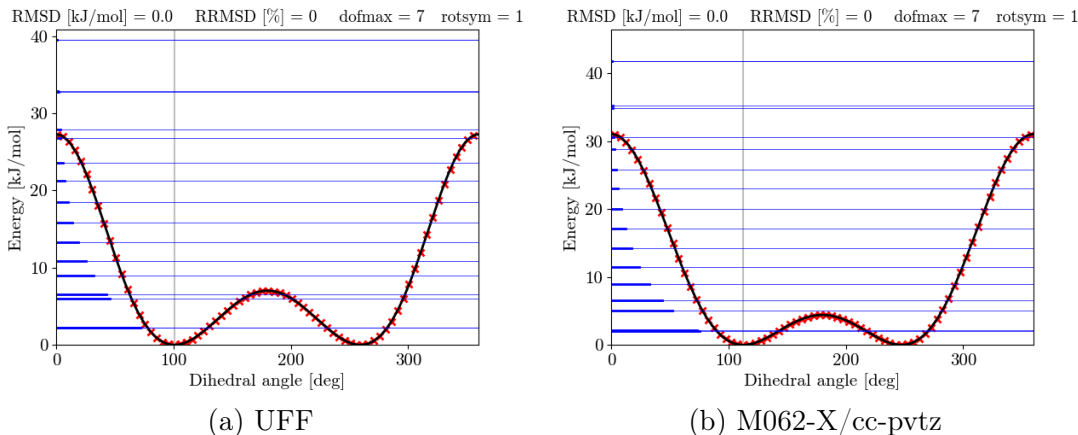 RMSD [kJ/mol] = 0.0 RRMSD [%] = 0 dofmax = 7 rotsym = 1
40
30
20
10
0
Energy [kJ/mol]
0 100 200 300
Dihedral angle [deg]
(a) UFF
RMSD [kJ/mol] = 0.0 RRMSD [%] = 0 dofmax = 7 rotsym = 1
40
30
20
10
0
Energy [kJ/mol]
0 100 200 300
Dihedral angle [deg]
(b) M062-X/cc-pvtz